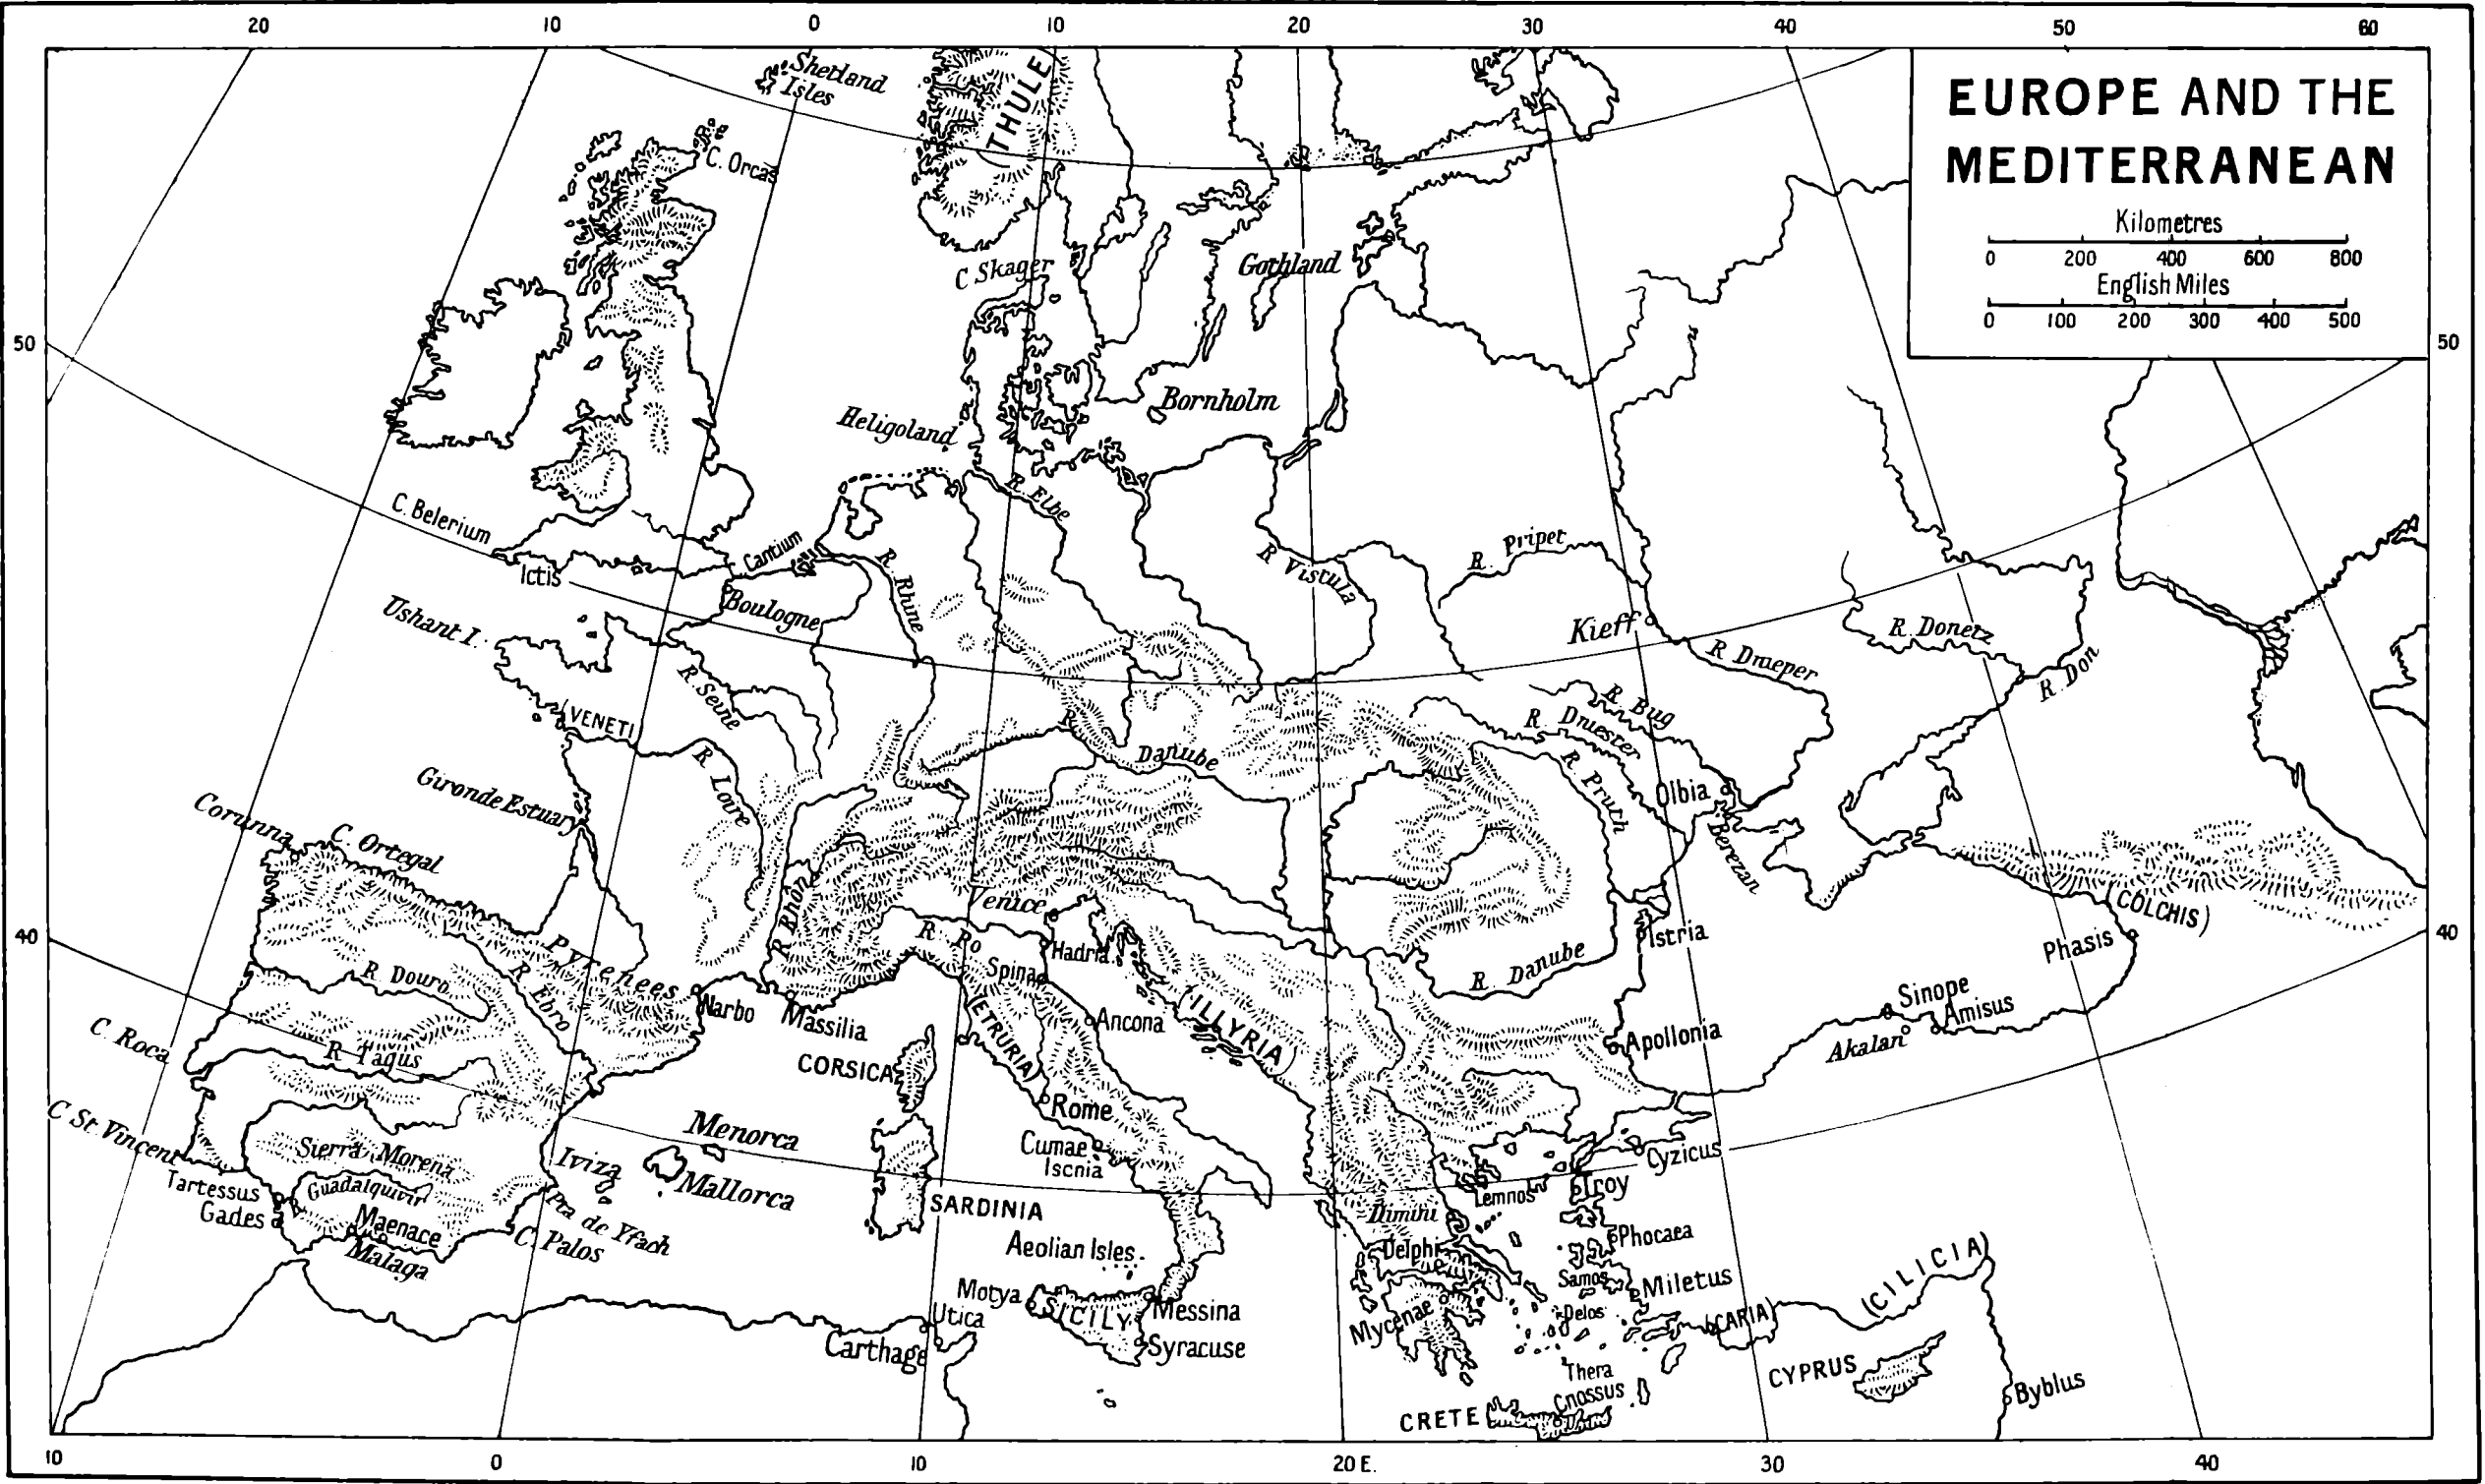 20 10 0 10 20 30 40 50 60
EUROPE AND THE
MEDITERRANEAN
Kilometres
0 200 400 600 800
English Miles
0 100 200 300 400 500
50
50
40
40
Shetland
Isles
THULE
C. Orcas
C Skager
Gothland
Bornholm
Heligoland
R. Elbe
C. Belerium
Ictis
Cantium
Boulogne
R. Rhine
R Vistula
R. Pripet
Kieff
R Dnieper
R. Donetz
R. Don
Ushant I.
(VENETI)
R. Seine
R. Loire
R. Danube
R. Bug
R. Dniester
R. Pruth
Olbia
Berezan
Gironde Estuary
Corunna
C. Ortegal
Pyrenees
R. Douro
R. Ebro
R. Rhone
Venice
R. Po
Hadria
Spina
Istria
R. Danube
(COLCHIS)
Phasis
Sinope
Amisus
Akalan
Narbo
Massilia
(ETRURIA)
Ancona
(ILLYRIA)
Apollonia
C. Roca
R. Tagus
CORSICA
Rome
C. St. Vincent
Sierra Morena
Menorca
Iviza
Mallorca
Cumae
Ischia
Cyzicus
Lemnos
Troy
Tartessus
Guadalquivir
Gades
Maenace
Malaga
Pta de Yfach
C. Palos
SARDINIA
Aeolian Isles
Dimini
Delphi
Phocaea
Samos
Miletus
Motya
SICILY
Messina
Mycenae
Delos
(CARIA)
(CILICIA)
Utica
Carthage
Syracuse
Thera
Cnossus
CRETE
CYPRUS
Byblus
10 0 10 20 E. 30 40